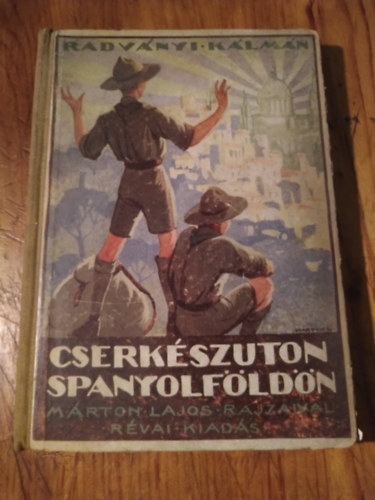 RADVÁNYI·KÁLMÁN
CSERKÉSZUTON
SPANYOLFÖLDÖN
MÁRTON·LAJOS·RAJZAIVAL
RÉVAI·KIADÁS